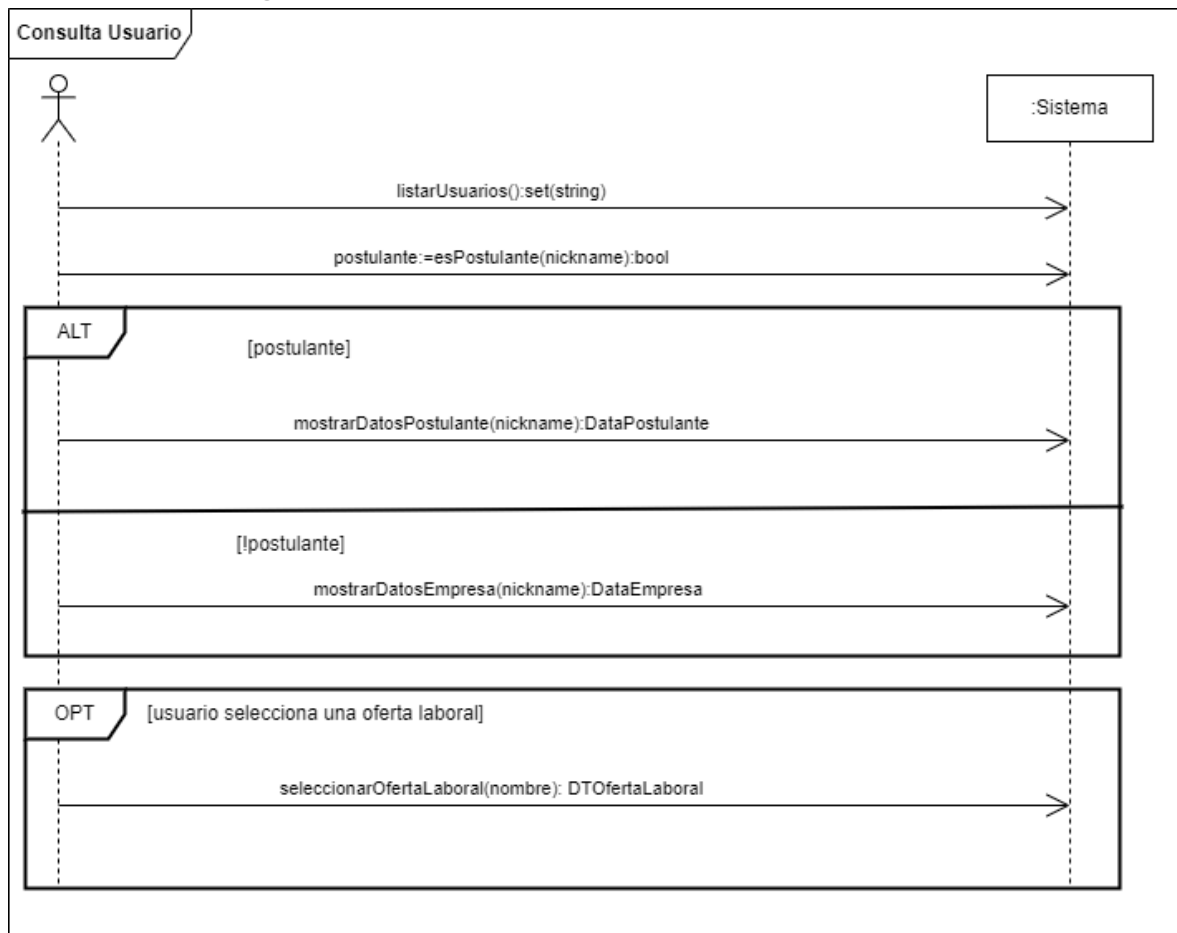 Consulta Usuario
:Sistema
listarUsuarios():set(string)
postulante:=esPostulante(nickname):bool
ALT
[postulante]
mostrarDatosPostulante(nickname):DataPostulante
[!postulante]
mostrarDatosEmpresa(nickname):DataEmpresa
OPT
[usuario selecciona una oferta laboral]
seleccionarOfertaLaboral(nombre): DTOfertaLaboral